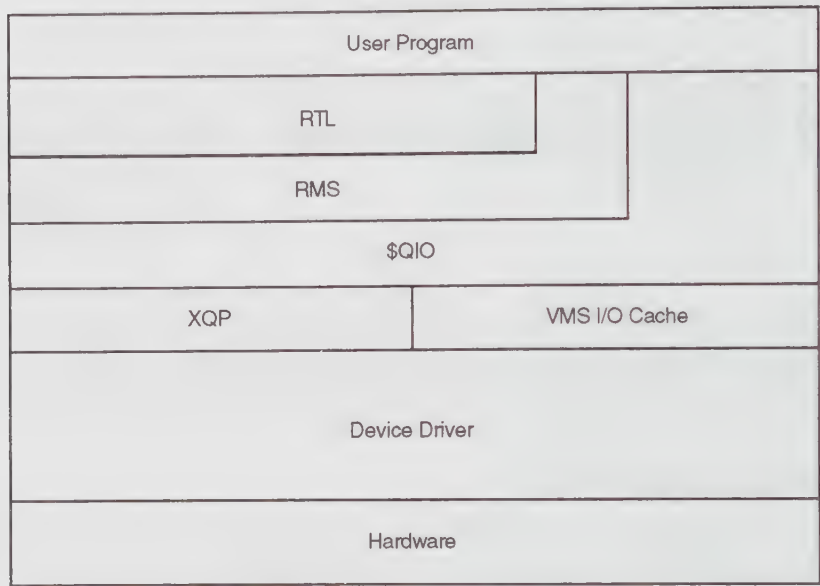 User Program
RTL
RMS
$QIO
XQP
VMS I/O Cache
Device Driver
Hardware